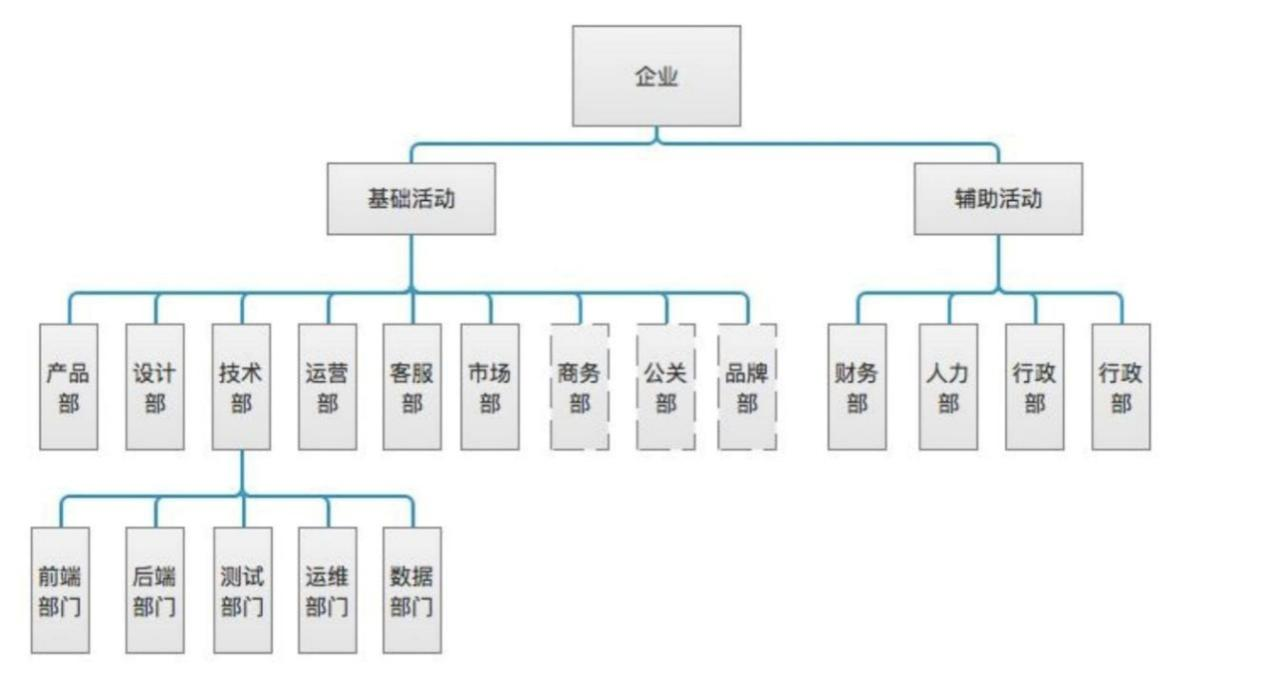 企业
基础活动
辅助活动
产品
部
设计
部
技术
部
运营
部
客服
部
市场
部
商务
部
公关
部
品牌
部
财务
部
人力
部
行政
部
行政
部
前端
部门
后端
部门
测试
部门
运维
部门
数据
部门